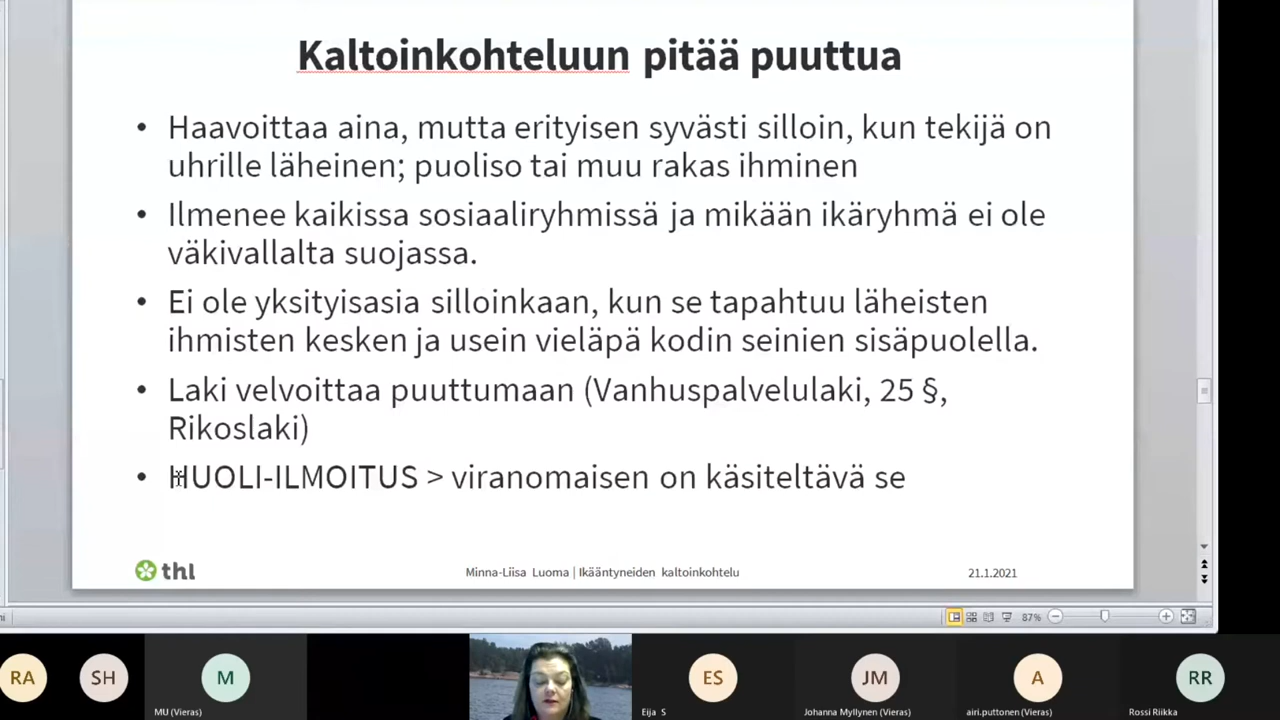 Kaltoinkohteluun pitää puuttua
• Haavoittaa aina, mutta erityisen syvästi silloin, kun tekijä on
uhrille läheinen; puoliso tai muu rakas ihminen
• Ilmenee kaikissa sosiaaliryhmissä ja mikään ikäryhmä ei ole
väkivallalta suojassa.
• Ei ole yksityisasia silloinkaan, kun se tapahtuu läheisten
ihmisten kesken ja usein vieläpä kodin seinien sisäpuolella.
• Laki velvoittaa puuttumaan (Vanhuspalvelulaki, 25 §,
Rikoslaki)
• HUOLI-ILMOITUS > viranomaisen on käsiteltävä se
thl
Minna-Liisa Luoma | Ikääntyneiden kaltoinkohtelu
21.1.2021
87%
RA
SH
M
ES
JM
A
RR
MU (Vieras)
Eija S
Johanna Myllynen (Vieras)
airi.puttonen (Vieras)
Rossi Riikka